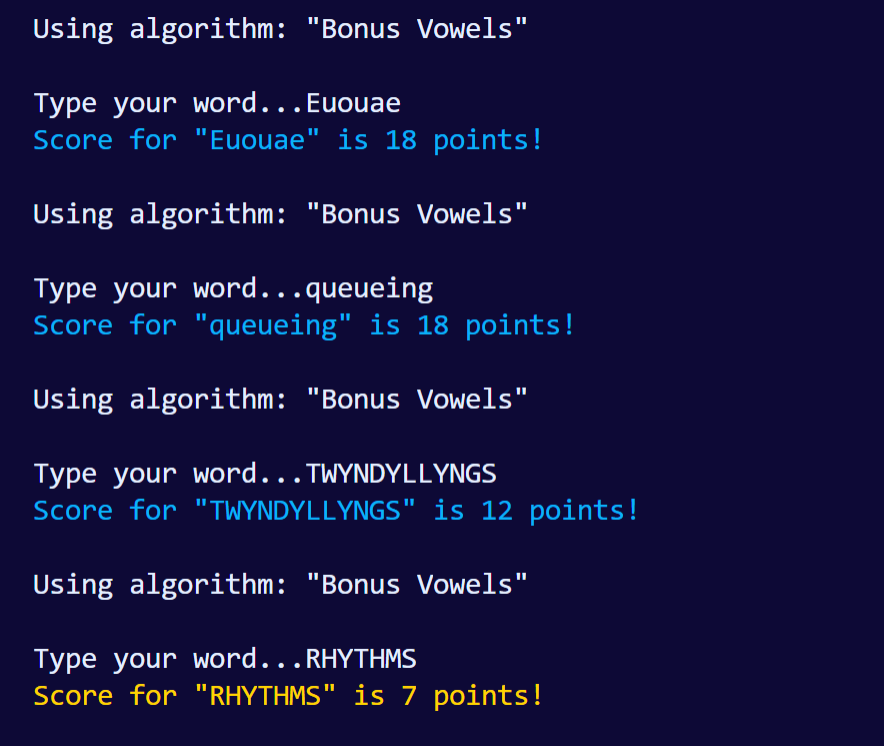 Using algorithm: "Bonus Vowels"
Type your word...Euouae
Score for "Euouae" is 18 points!
Using algorithm: "Bonus Vowels"
Type your word...queueing
Score for "queueing" is 18 points!
Using algorithm: "Bonus Vowels"
Type your word...TWYNDYLLYNGS
Score for "TWYNDYLLYNGS" is 12 points!
Using algorithm: "Bonus Vowels"
Type your word...RHYTHMS
Score for "RHYTHMS" is 7 points!